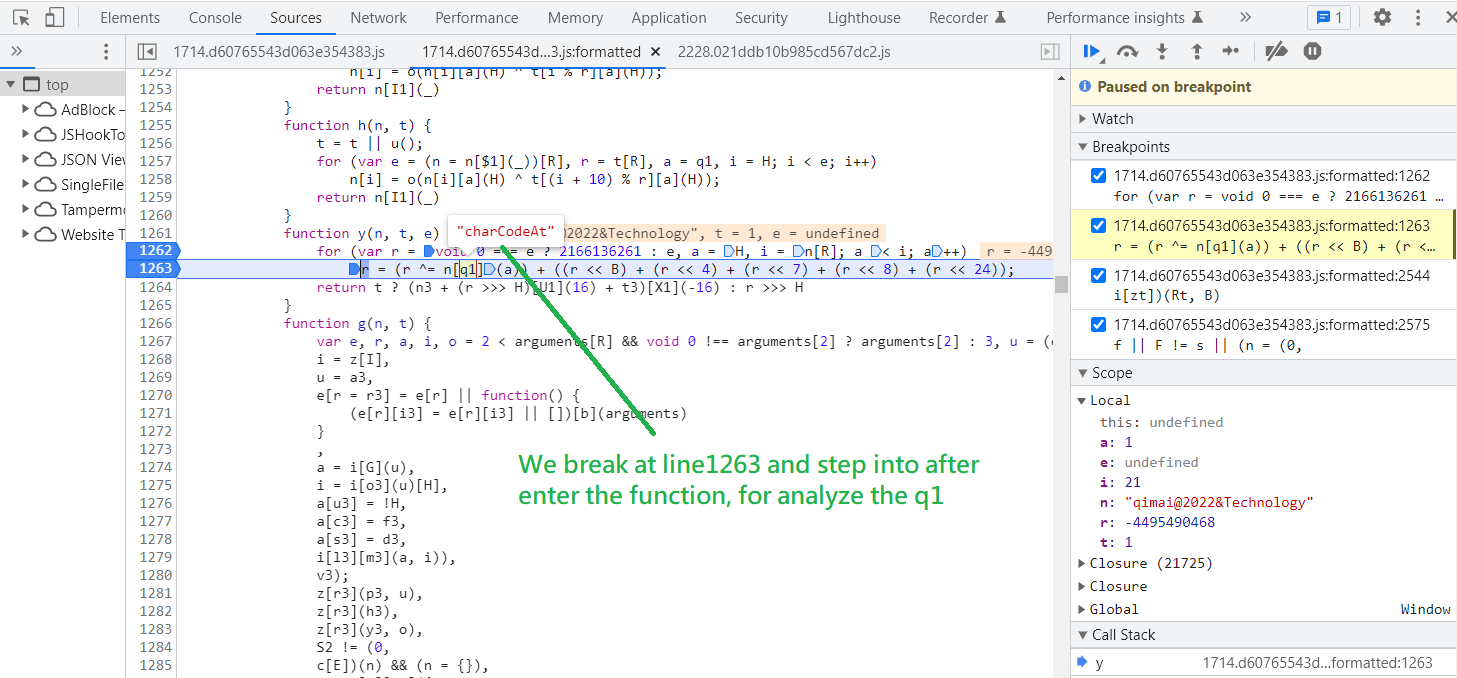 Elements Console Sources Network Performance Memory Application Security Lighthouse Recorder Performance insights » 1
» 1714.d60765543d063e354383.js 1714.d60765543d...3.js:formatted × 2228.021ddb10b985cd567dc2.js
top
AdBlock –
JSHookTo
JSON View
SingleFile
Tamperm
Website T
1252 n[i] = o(n[i][a](H) ^ t[i % r][a](H));
1253 return n[I1](_)
1254 }
1255 function h(n, t) {
1256 t = t || u();
1257 for (var e = (n = n[$1](_))[R], r = t[R], a = q1, i = H; i < e; i++)
1258 n[i] = o(n[i][a](H) ^ t[(i + 10) % r][a](H));
1259 return n[I1](_)
1260 }
1261 function y(n, t, e) "charCodeAt" 2022&Technology", t = 1, e = undefined
1262 for (var r = void 0 === e ? 2166136261 : e, a = H, i = n[R]; a < i; a++) r = -449
1263 r = (r ^= n[q1](a)) + ((r << B) + (r << 4) + (r << 7) + (r << 8) + (r << 24));
1264 return t ? (n3 + (r >>> H)[U1](16) + t3)[X1](-16) : r >>> H
1265 }
1266 function g(n, t) {
1267 var e, r, a, i, o = 2 < arguments[R] && void 0 !== arguments[2] ? arguments[2] : 3, u = (
1268 i = z[I],
1269 u = a3,
1270 e[r = r3] = e[r] || function() {
1271 (e[r][i3] = e[r][i3] || [])[b](arguments)
1272 }
1273 ,
1274 a = i[G](u),
1275 i = i[o3](u)[H],
1276 a[u3] = !H,
1277 a[c3] = f3,
1278 a[s3] = d3,
1279 i[l3][m3](a, i)),
1280 v3);
1281 z[r3](p3, u),
1282 z[r3](h3),
1283 z[r3](y3, o),
1284 S2 != (0,
1285 c[E])(n) && (n = {}),
We break at line1263 and step into after
enter the function, for analyze the q1
Paused on breakpoint
Watch
Breakpoints
1714.d60765543d063e354383.js:formatted:1262
for (var r = void 0 === e ? 2166136261 …
1714.d60765543d063e354383.js:formatted:1263
r = (r ^= n[q1](a)) + ((r << B) + (r <…
1714.d60765543d063e354383.js:formatted:2544
i[zt])(Rt, B)
1714.d60765543d063e354383.js:formatted:2575
f || F != s || (n = (0,
Scope
Local
this: undefined
a: 1
e: undefined
i: 21
n: "qimai@2022&Technology"
r: -4495490468
t: 1
Closure (21725)
Closure
Global Window
Call Stack
y 1714.d60765543d...formatted:1263